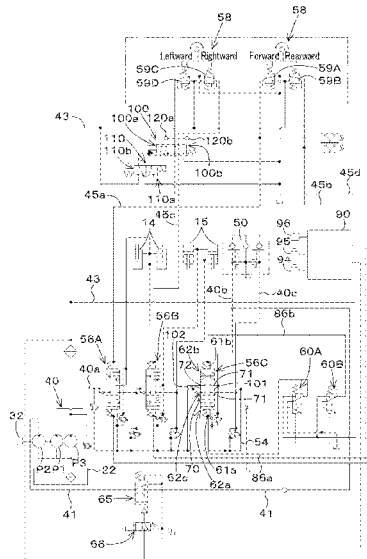 58 58
Leftward Rightward Forward Rearward
59C 59A
59D 59B
100 120a
100a
43 110 120b
110b
100b
110a
45a 45b 45d
45c
14 15 50 96 90
95
94
43 40b 40c
86b
56A 56B 102 62b 61b 56C 60A 60B
72 71
40a 101
40 71
32
54
70 61a
P2 P1 P3 22 62c 62a 86a
65
41 41
66